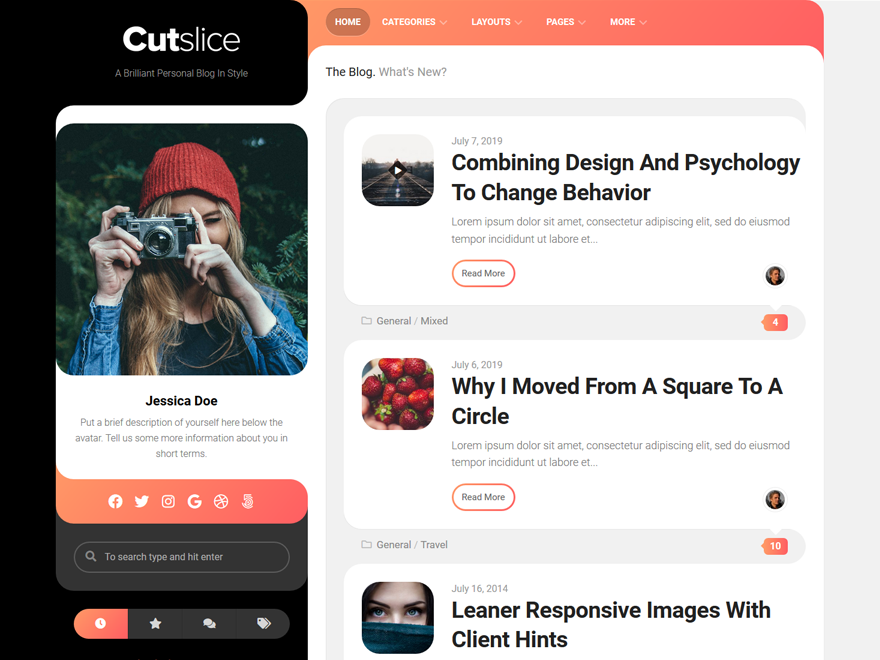 Cutslice
A Brilliant Personal Blog In Style
Jessica Doe
Put a brief description of yourself here below the
avatar. Tell us some more information about you in
short terms.
To search type and hit enter
HOME CATEGORIES LAYOUTS PAGES MORE
The Blog. What's New?
July 7, 2019
Combining Design And Psychology
To Change Behavior
Lorem ipsum dolor sit amet, consectetur adipiscing elit, sed do eiusmod
tempor incididunt ut labore et...
Read More
General / Mixed 4
July 6, 2019
Why I Moved From A Square To A
Circle
Lorem ipsum dolor sit amet, consectetur adipiscing elit, sed do eiusmod
tempor incididunt ut labore et...
Read More
General / Travel 10
July 16, 2014
Leaner Responsive Images With
Client Hints